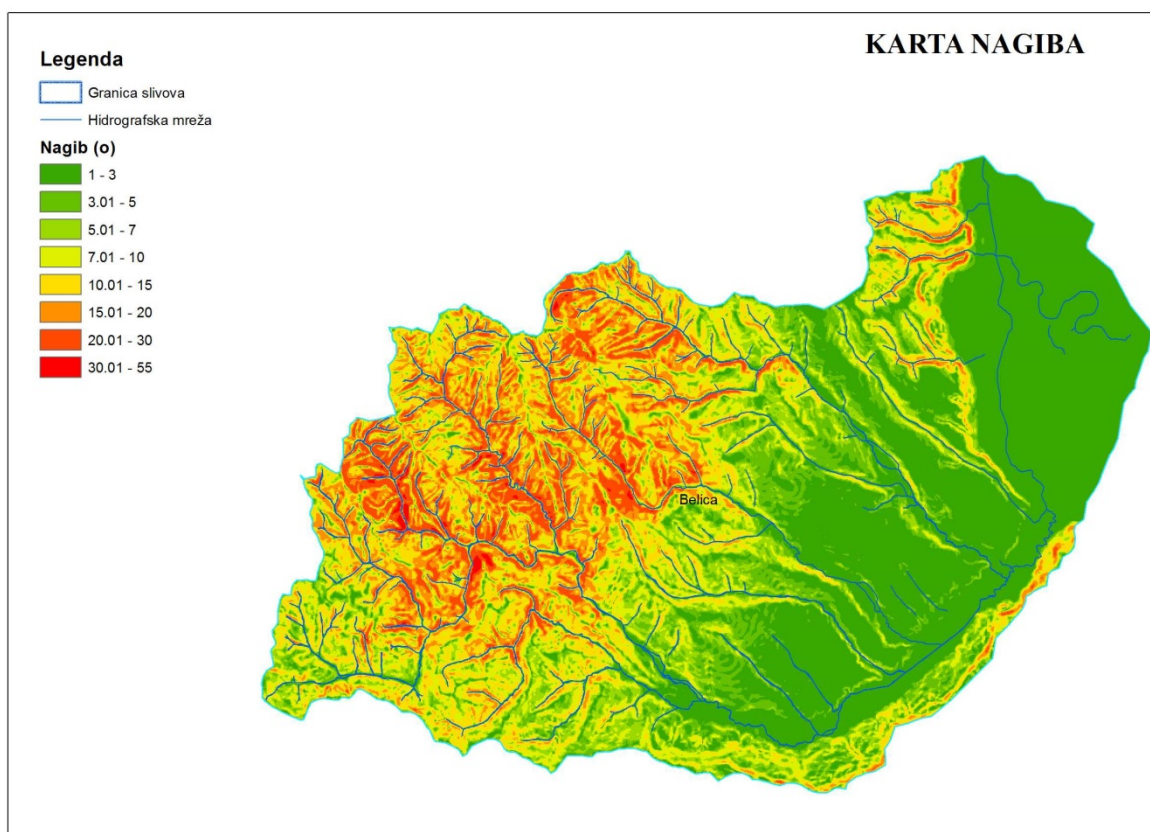 KARTA NAGIBA
Legenda
Granica slivova
Hidrografska mreža
Nagib (o)
1 - 3
3.01 - 5
5.01 - 7
7.01 - 10
10.01 - 15
15.01 - 20
20.01 - 30
30.01 - 55
Belica